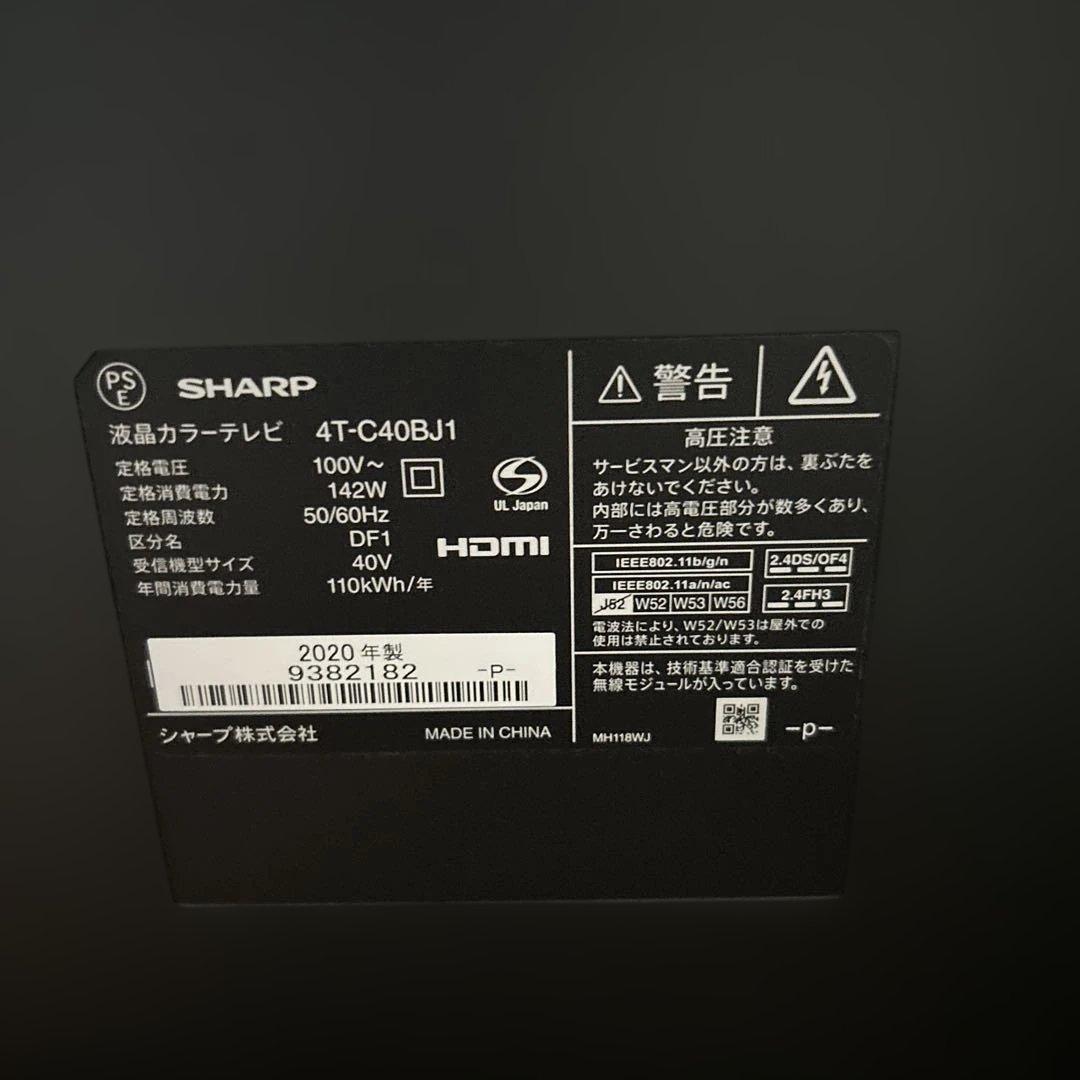 PS
E
SHARP
液晶カラーテレビ 4T-C40BJ1
定格電圧 100V～
定格消費電力 142W
定格周波数 50/60Hz
区分名 DF1
受信機型サイズ 40V
年間消費電力量 110kWh/年
UL Japan
HDMI
2020 年製
9382182 -P-
シャープ株式会社 MADE IN CHINA
警告
高圧注意
サービスマン以外の方は、裏ぶたを
あけないでください。
内部には高電圧部分が数多くあり、
万一さわると危険です。
IEEE802.11b/g/n
IEEE802.11a/n/ac
J52 W52 W53 W56
2.4DS/OF4
2.4FH3
電波法により、W52/W53は屋外での
使用は禁止されております。
本機器は、技術基準適合認証を受けた
無線モジュールが入っています。
MH118WJ -p-